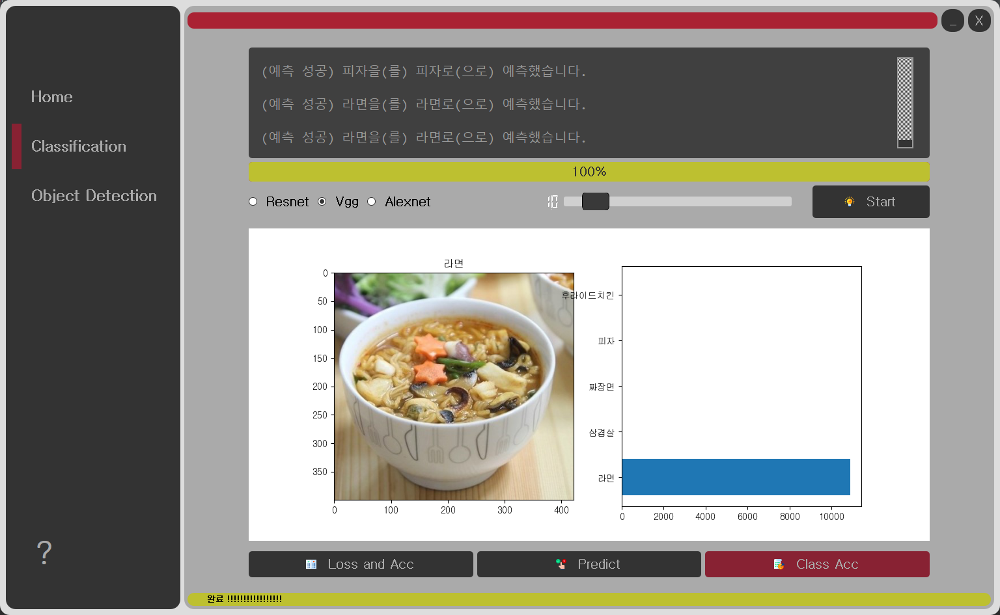 _ X
Home
Classification
Object Detection
?
(예측 성공) 피자을(를) 피자로(으로) 예측했습니다.
(예측 성공) 라면을(를) 라면로(으로) 예측했습니다.
(예측 성공) 라면을(를) 라면로(으로) 예측했습니다.
100%
Resnet Vgg Alexnet 10 Start
라면
0
50
100
150
200
250
300
350
0 100 200 300 400
후라이드치킨
피자
짜장면
삼겹살
라면
0 2000 4000 6000 8000 10000
Loss and Acc Predict Class Acc
완료 !!!!!!!!!!!!!!!!!